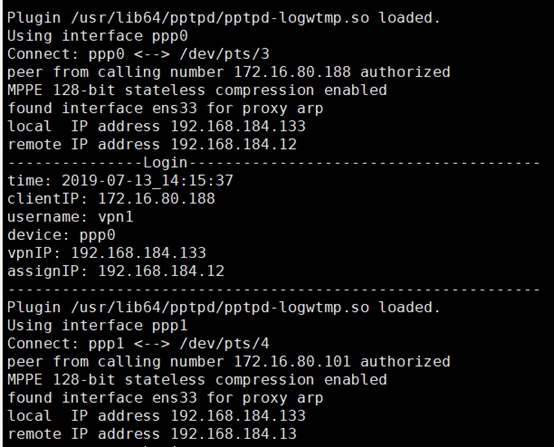 Plugin /usr/lib64/pptpd/pptpd-logwtmp.so loaded.
Using interface ppp0
Connect: ppp0 <--> /dev/pts/3
peer from calling number 172.16.80.188 authorized
MPPE 128-bit stateless compression enabled
found interface ens33 for proxy arp
local  IP address 192.168.184.133
remote IP address 192.168.184.12
---------------Login---------------------------------------
time: 2019-07-13_14:15:37
clientIP: 172.16.80.188
username: vpn1
device: ppp0
vpnIP: 192.168.184.133
assignIP: 192.168.184.12
-----------------------------------------------------------
Plugin /usr/lib64/pptpd/pptpd-logwtmp.so loaded.
Using interface ppp1
Connect: ppp1 <--> /dev/pts/4
peer from calling number 172.16.80.101 authorized
MPPE 128-bit stateless compression enabled
found interface ens33 for proxy arp
local  IP address 192.168.184.133
remote IP address 192.168.184.13